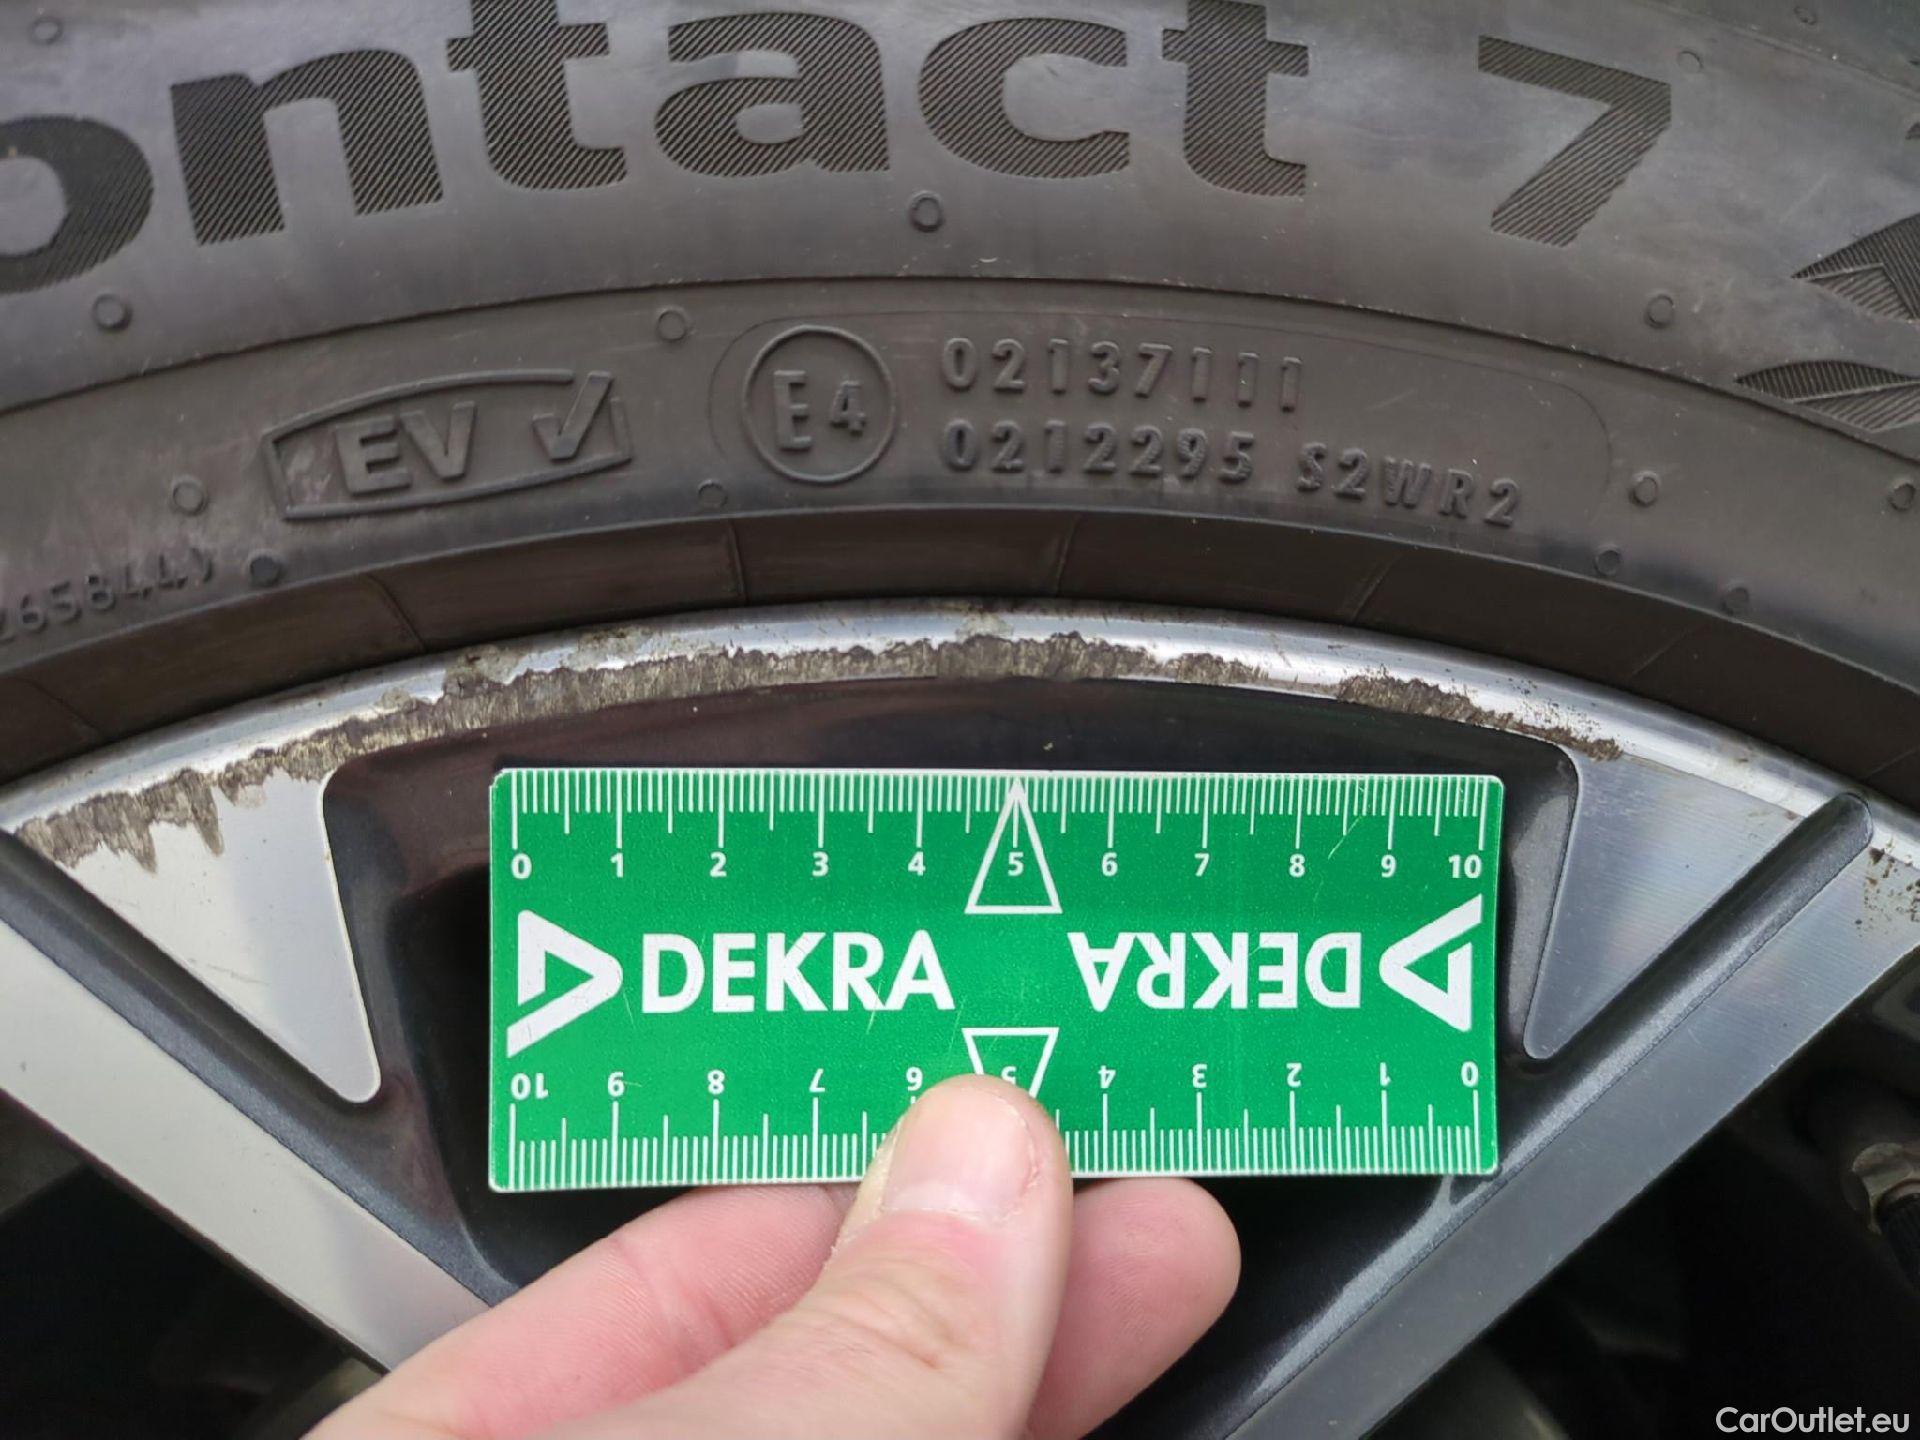 ontact 7
EV
E4
02137111
0212295 S2WR2
0 1 2 3 4 5 6 7 8 9 10
DEKRA DEKRA
10 9 8 7 6 5 4 3 2 1 0
CarOutlet.eu